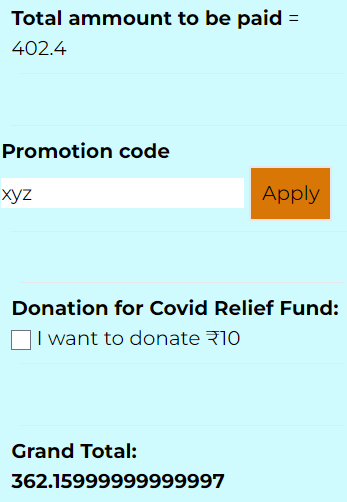 Total ammount to be paid =
402.4
Promotion code
xyz
Apply
Donation for Covid Relief Fund:
I want to donate ₹10
Grand Total:
362.15999999999997